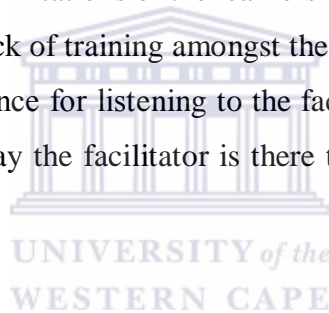 ck of training amongst the
nce for listening to the fac
ay the facilitator is there t
UNIVERSITY of the
WESTERN CAPE